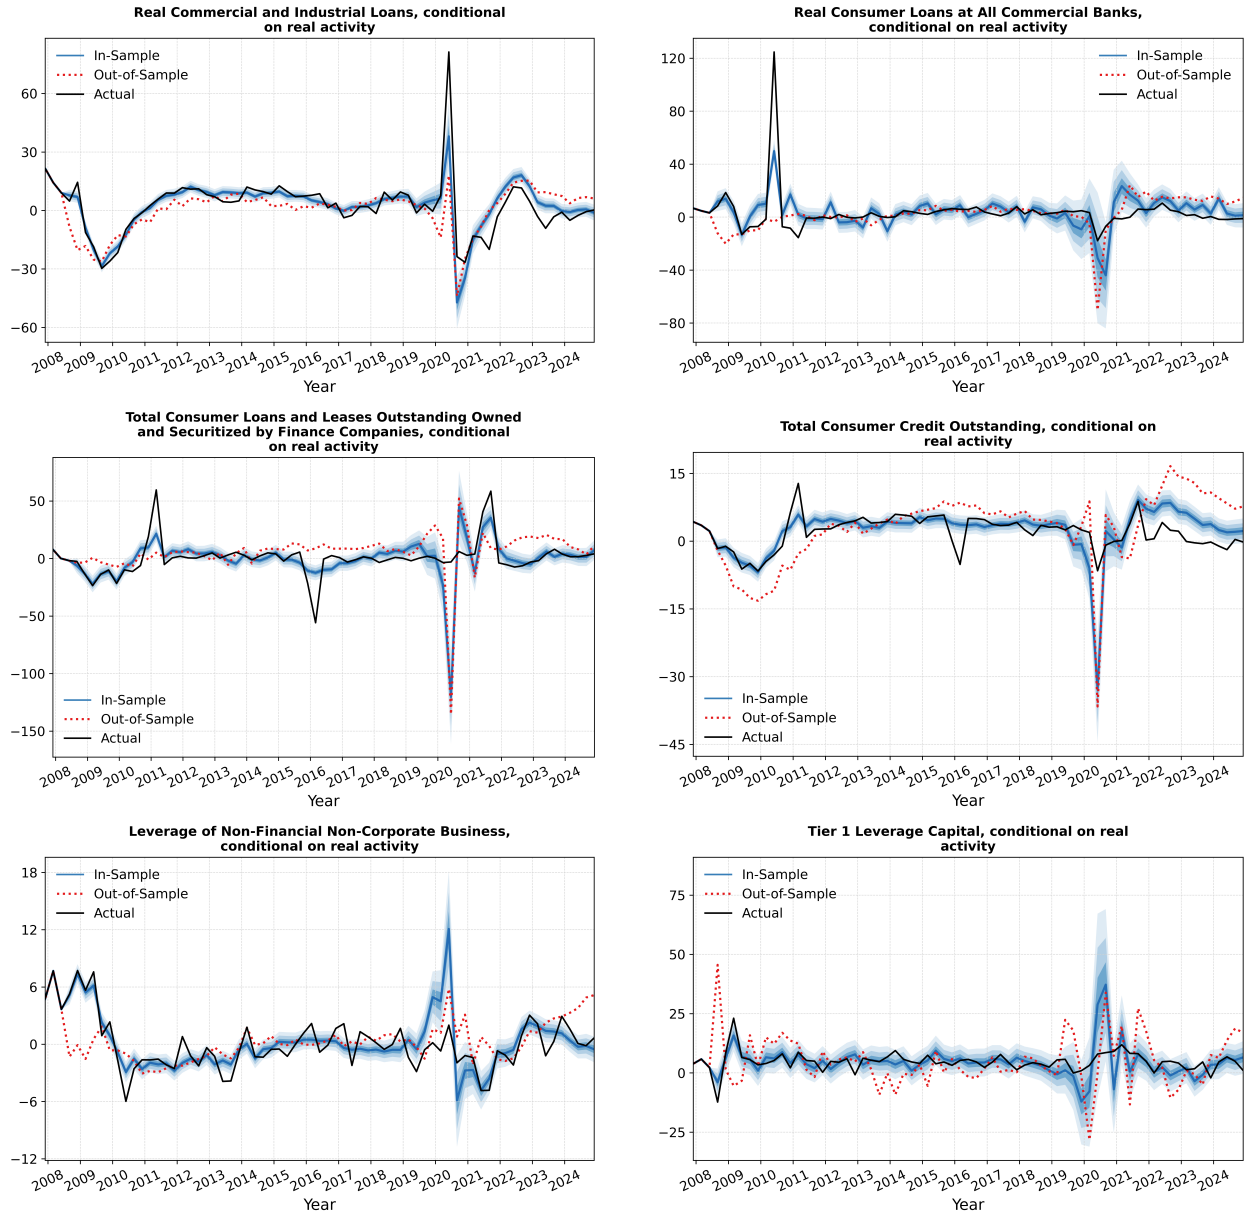 Real Commercial and Industrial Loans, conditional
on real activity
In-Sample
Out-of-Sample
Actual
60
30
0
−30
−60
2008 2009 2010 2011 2012 2013 2014 2015 2016 2017 2018 2019 2020 2021 2022 2023 2024
Year
Real Consumer Loans at All Commercial Banks,
conditional on real activity
In-Sample
Out-of-Sample
Actual
120
80
40
0
−40
−80
2008 2009 2010 2011 2012 2013 2014 2015 2016 2017 2018 2019 2020 2021 2022 2023 2024
Year
Total Consumer Loans and Leases Outstanding Owned
and Securitized by Finance Companies, conditional
on real activity
50
0
−50
−100
−150
In-Sample
Out-of-Sample
Actual
2008 2009 2010 2011 2012 2013 2014 2015 2016 2017 2018 2019 2020 2021 2022 2023 2024
Year
Total Consumer Credit Outstanding, conditional on
real activity
15
0
−15
−30
−45
In-Sample
Out-of-Sample
Actual
2008 2009 2010 2011 2012 2013 2014 2015 2016 2017 2018 2019 2020 2021 2022 2023 2024
Year
Leverage of Non-Financial Non-Corporate Business,
conditional on real activity
In-Sample
Out-of-Sample
Actual
18
12
6
0
−6
−12
2008 2009 2010 2011 2012 2013 2014 2015 2016 2017 2018 2019 2020 2021 2022 2023 2024
Year
Tier 1 Leverage Capital, conditional on real
activity
In-Sample
Out-of-Sample
Actual
75
50
25
0
−25
2008 2009 2010 2011 2012 2013 2014 2015 2016 2017 2018 2019 2020 2021 2022 2023 2024
Year